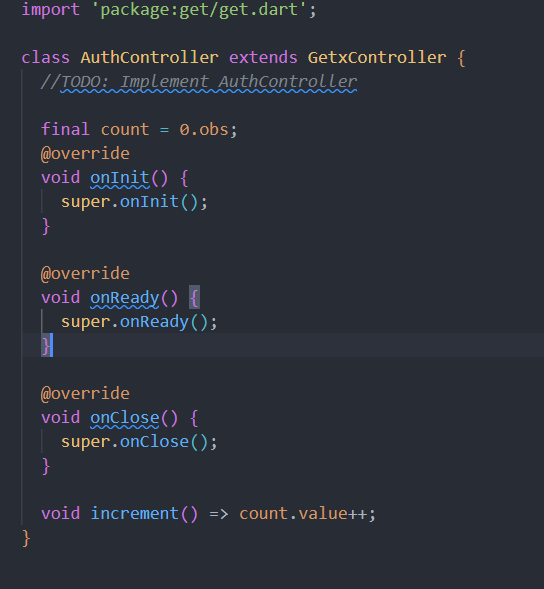 import 'package:get/get.dart';
class AuthController extends GetxController {
//TODO: Implement AuthController
final count = 0.obs;
@override
void onInit() {
super.onInit();
}
@override
void onReady() {
super.onReady();
}
@override
void onClose() {
super.onClose();
}
void increment() => count.value++;
}